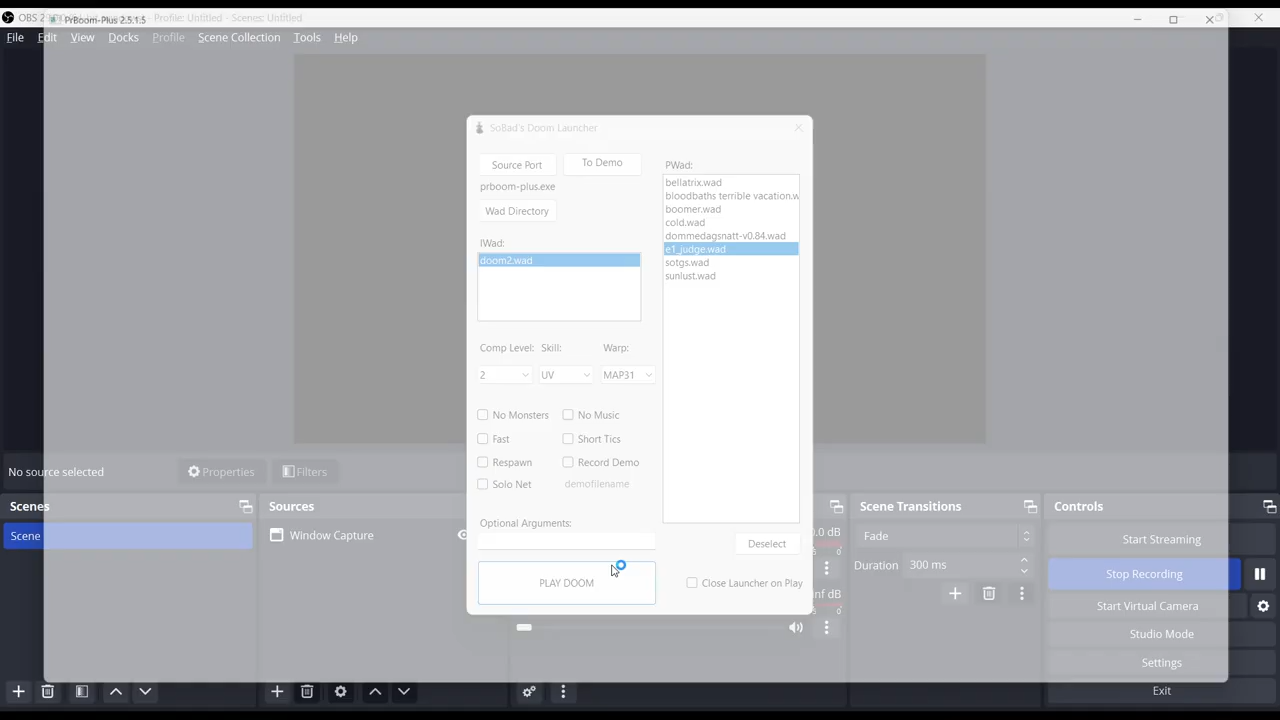 OBS 2
PrBoom-Plus 2.5.1.5
Profile: Untitled - Scenes: Untitled
File Edit View Docks Profile Scene Collection Tools Help
SoBad's Doom Launcher
Source Port To Demo
prboom-plus.exe
Wad Directory
IWad:
doom2.wad
PWad:
bellatrix.wad
bloodbaths terrible vacation.w
boomer.wad
cold.wad
dommedagsnatt-v0.84.wad
e1_judge.wad
sotgs.wad
sunlust.wad
Comp Level: Skill: Warp:
2 UV MAP31
No Monsters No Music
Fast Short Tics
Respawn Record Demo
Solo Net demofilename
Optional Arguments:
Deselect
PLAY DOOM
Close Launcher on Play
No source selected Properties Filters
Scenes
Scene
Sources
Window Capture
0.0 dB
inf dB
Scene Transitions
Fade
Duration 300 ms
Controls
Start Streaming
Stop Recording
Start Virtual Camera
Studio Mode
Settings
Exit